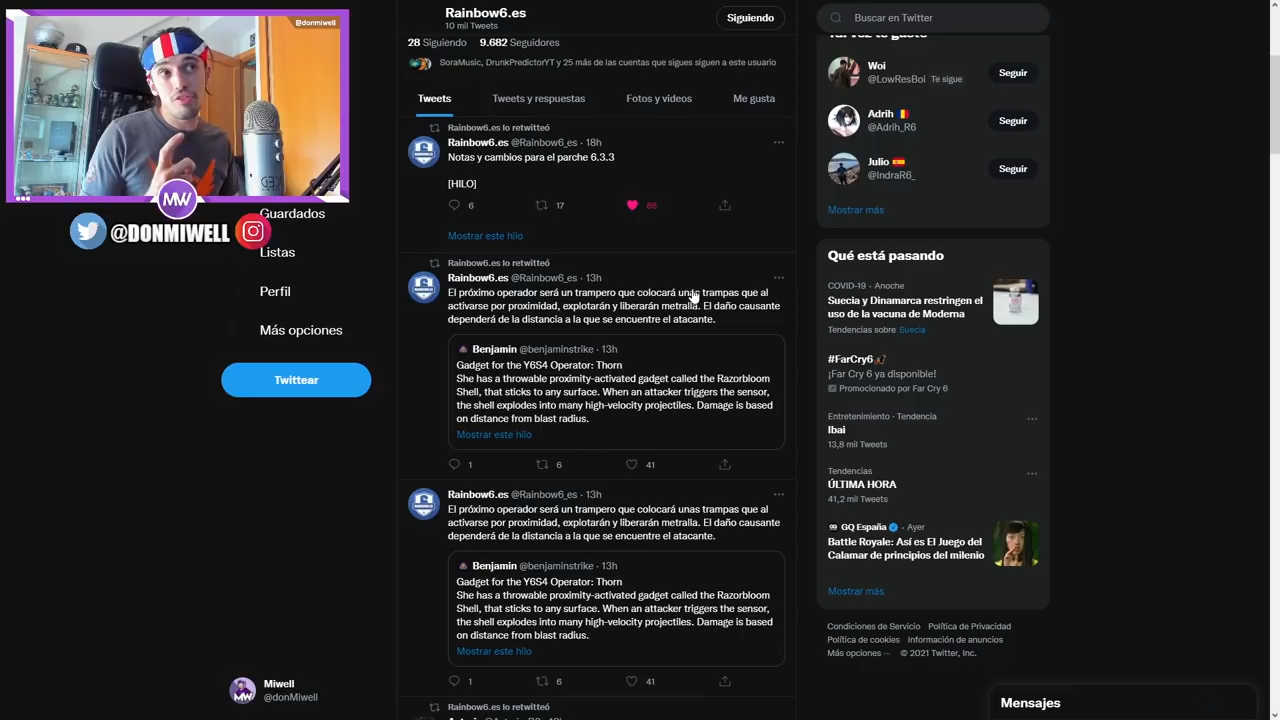 @donmiwell
MW
@DONMIWELL
Guardados
Listas
Perfil
Más opciones
Twittear
MW
Miwell
@donMiwell
Rainbow6.es
10 mil Tweets
Siguiendo
28 Siguiendo 9.682 Seguidores
SoraMusic, DrunkPredictorYT y 25 más de las cuentas que sigues siguen a este usuario
Tweets Tweets y respuestas Fotos y videos Me gusta
Rainbow6.es lo retwitteó
Rainbow6.es @Rainbow6_es · 18h
Notas y cambios para el parche 6.3.3
[HILO]
6 17 66
Mostrar este hilo
Rainbow6.es lo retwitteó
Rainbow6.es @Rainbow6_es · 13h
El próximo operador será un trampero que colocará unas trampas que al
activarse por proximidad, explotarán y liberarán metralla. El daño causante
dependerá de la distancia a la que se encuentre el atacante.
Benjamin @benjaminstrike · 13h
Gadget for the Y6S4 Operator: Thorn
She has a throwable proximity-activated gadget called the Razorbloom
Shell, that sticks to any surface. When an attacker triggers the sensor,
the shell explodes into many high-velocity projectiles. Damage is based
on distance from blast radius.
Mostrar este hilo
1 6 41
Rainbow6.es @Rainbow6_es · 13h
El próximo operador será un trampero que colocará unas trampas que al
activarse por proximidad, explotarán y liberarán metralla. El daño causante
dependerá de la distancia a la que se encuentre el atacante.
Benjamin @benjaminstrike · 13h
Gadget for the Y6S4 Operator: Thorn
She has a throwable proximity-activated gadget called the Razorbloom
Shell, that sticks to any surface. When an attacker triggers the sensor,
the shell explodes into many high-velocity projectiles. Damage is based
on distance from blast radius.
Mostrar este hilo
1 6 41
Rainbow6.es lo retwitteó
Buscar en Twitter
Tal vez te guste
Woi
@LowResBoi Te sigue
Seguir
Adrih
@Adrih_R6
Seguir
Julio
@IndraR6_
Seguir
Mostrar más
Qué está pasando
COVID-19 · Anoche
Suecia y Dinamarca restringen el
uso de la vacuna de Moderna
Tendencias sobre Suecia
#FarCry6
¡Far Cry 6 ya disponible!
Promocionado por Far Cry 6
Entretenimiento · Tendencia
Ibai
13,8 mil Tweets
Tendencias
ÚLTIMA HORA
41,2 mil Tweets
GQ España · Ayer
Battle Royale: Así es El Juego del
Calamar de principios del milenio
Mostrar más
Condiciones de Servicio Política de Privacidad
Política de cookies Información de anuncios
Más opciones ··· © 2021 Twitter, Inc.
Mensajes